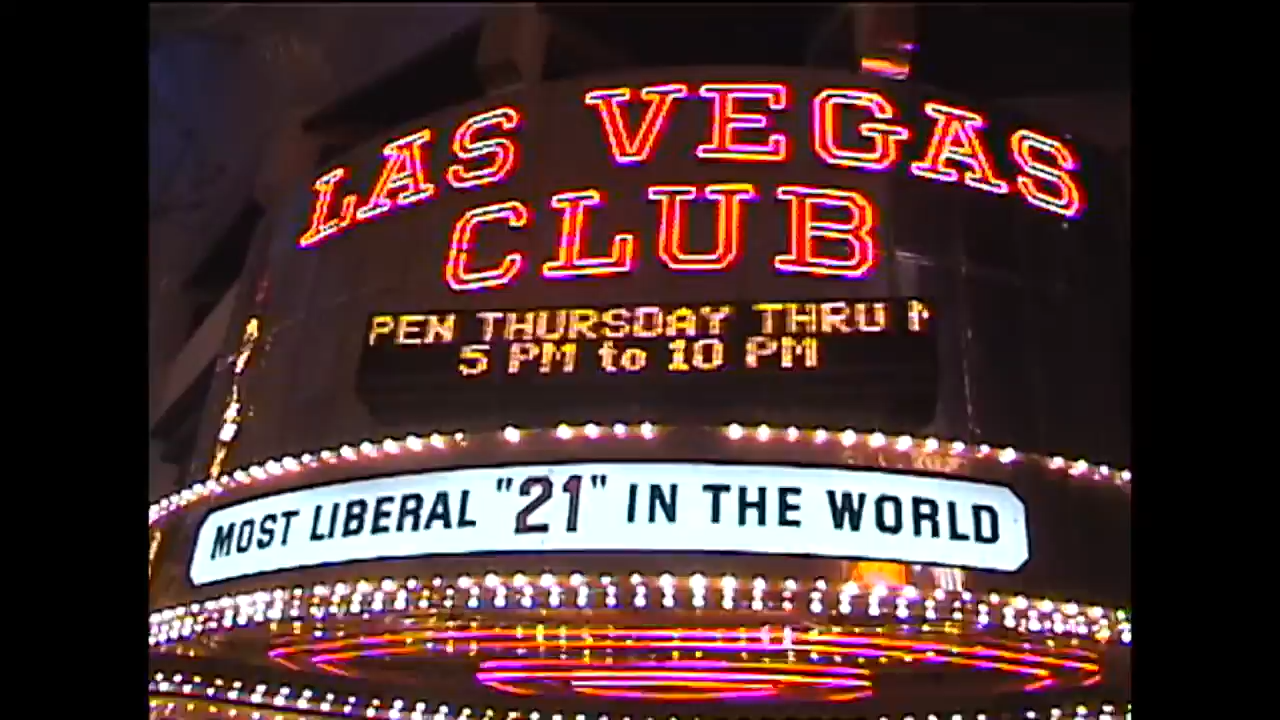 LAS VEGAS
CLUB
PEN THURSDAY THRU
5 PM to 10 PM
MOST LIBERAL "21" IN THE WORLD